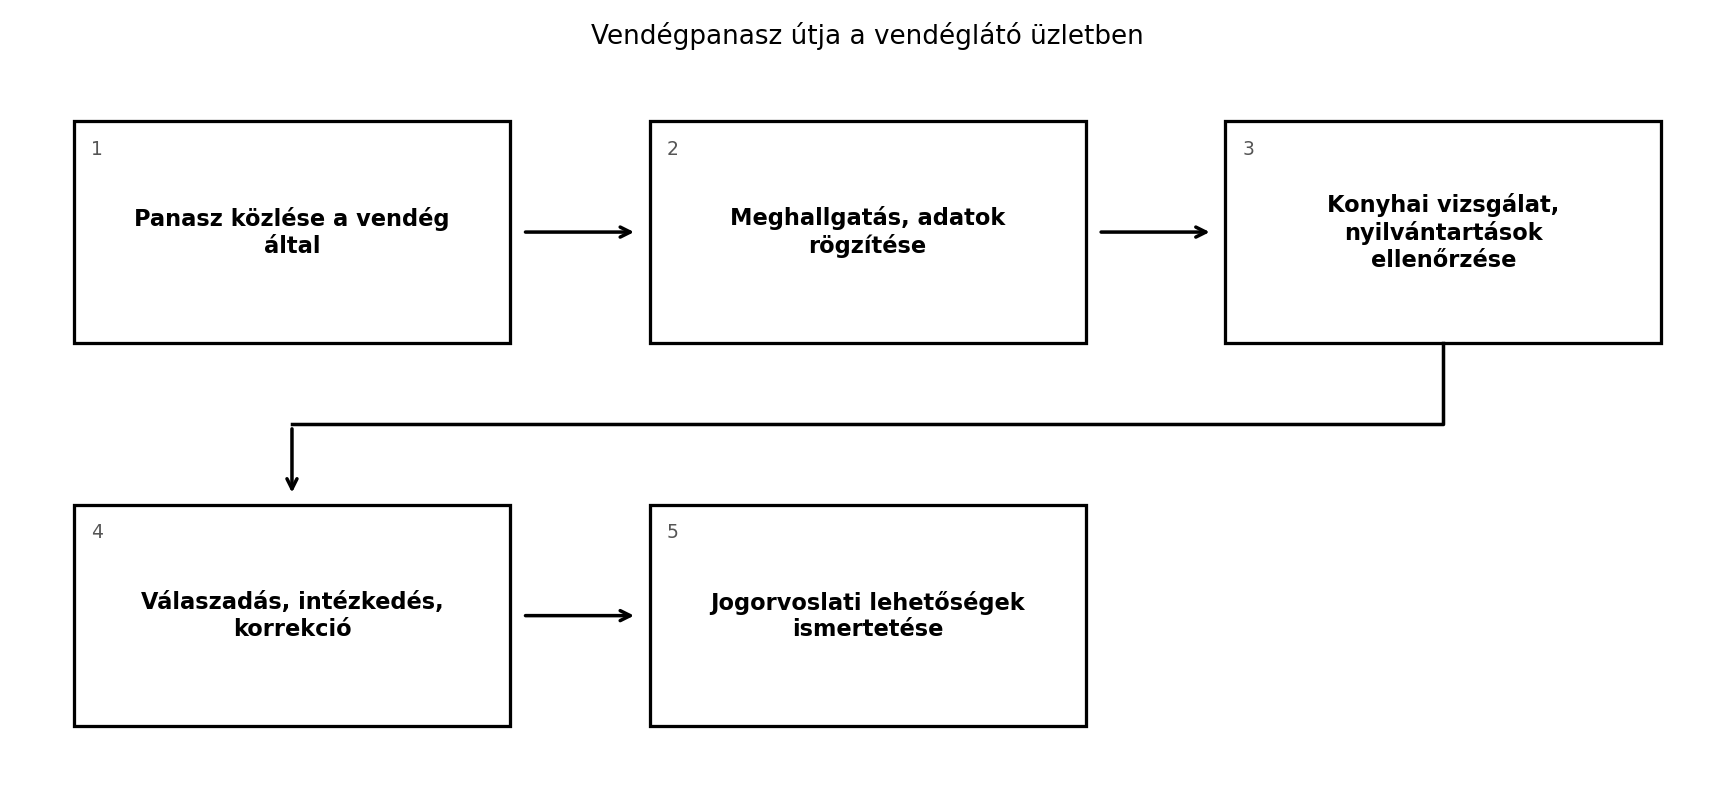 Vendégpanasz útja a vendéglátó üzletben
1
Panasz közlése a vendég
által
2
Meghallgatás, adatok
rögzítése
3
Konyhai vizsgálat,
nyilvántartások
ellenőrzése
4
Válaszadás, intézkedés,
korrekció
5
Jogorvoslati lehetőségek
ismertetése